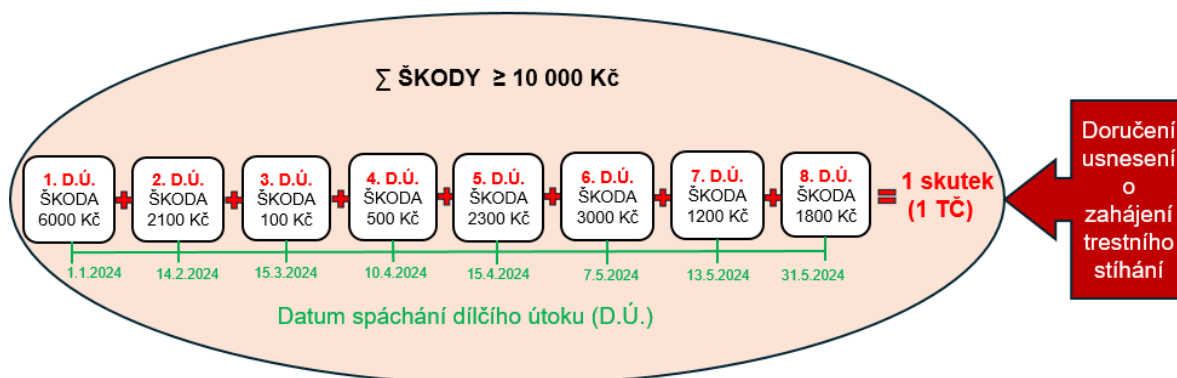 ∑ ŠKODY ≥ 10 000 Kč
1. D.Ú.
ŠKODA
6000 Kč
2. D.Ú.
ŠKODA
2100 Kč
3. D.Ú.
ŠKODA
100 Kč
4. D.Ú.
ŠKODA
500 Kč
5. D.Ú.
ŠKODA
2300 Kč
6. D.Ú.
ŠKODA
3000 Kč
7. D.Ú.
ŠKODA
1200 Kč
8. D.Ú.
ŠKODA
1800 Kč
1 skutek
(1 TČ)
1.1.2024
14.2.2024
15.3.2024
10.4.2024
15.4.2024
7.5.2024
13.5.2024
31.5.2024
Datum spáchání dílčího útoku (D.Ú.)
Doručení
usnesení
o
zahájení
trestního
stíhání